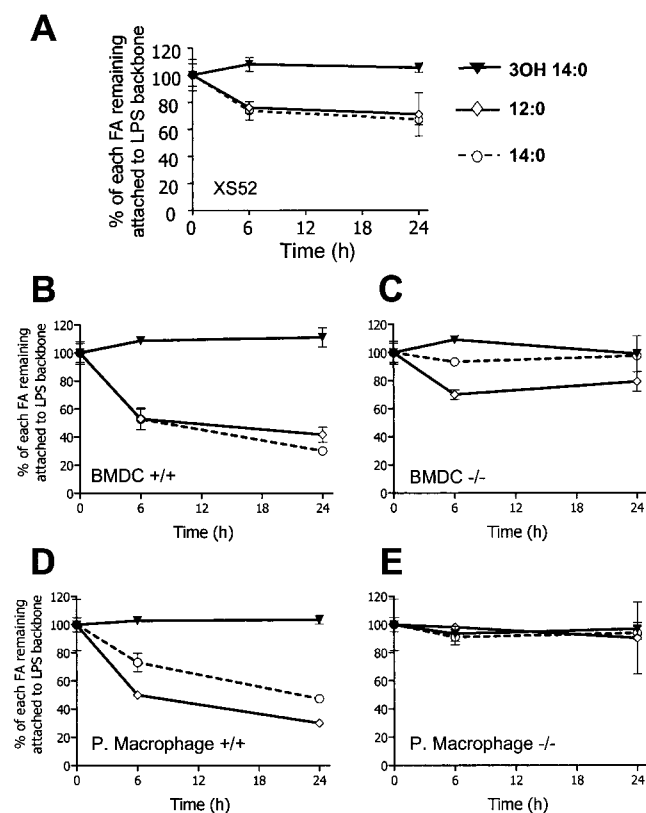 A
% of each FA remaining
attached to LPS backbone
120
100
80
60
40
20
0
XS52
0 6 12 18 24
Time (h)
3OH 14:0
12:0
14:0
B
% of each FA remaining
attached to LPS backbone
120
100
80
60
40
20
0
BMDC +/+
0 6 12 18 24
Time (h)
C
120
100
80
60
40
20
0
BMDC -/-
0 6 12 18 24
Time (h)
D
% of each FA remaining
attached to LPS backbone
120
100
80
60
40
20
0
P. Macrophage +/+
0 6 12 18 24
Time (h)
E
120
100
80
60
40
20
0
P. Macrophage -/-
0 6 12 18 24
Time (h)